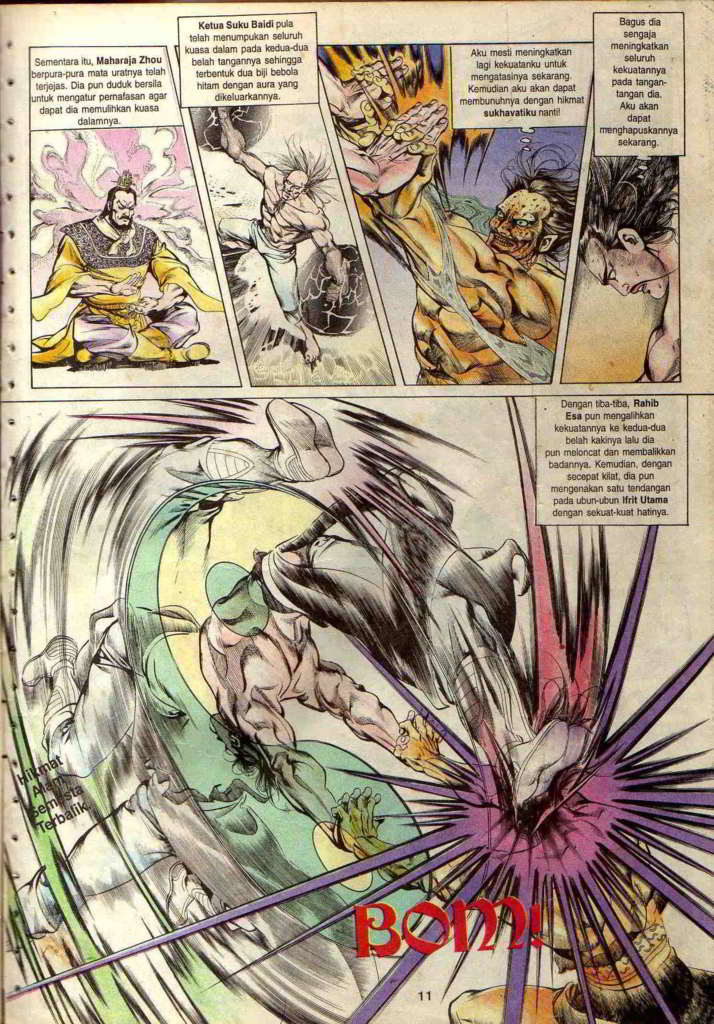 Sementara itu, Maharaja Zhou
berpura-pura mata uratnya telah
terjejas. Dia pun duduk bersila
untuk mengatur pernafasan agar
dapat dia memulihkan kuasa
dalamnya.
Ketua Suku Baidi pula
telah menumpukan seluruh
kuasa dalam pada kedua-dua
belah tangannya sehingga
terbentuk dua biji bebola
hitam dengan aura yang
dikeluarkannya.
Aku mesti meningkatkan
lagi kekuatanku untuk
mengatasinya sekarang.
Kemudian aku akan dapat
membunuhnya dengan hikmat
sukhavatiku nanti!
Bagus dia
sengaja
meningkatkan
seluruh
kekuatannya
pada tangan-
tangan dia.
Aku akan
dapat
menghapuskannya
sekarang.
Dengan tiba-tiba, Rahib
Esa pun mengalihkan
kekuatannya ke kedua-dua
belah kakinya lalu dia
pun meloncat dan membalikkan
badannya. Kemudian, dengan
secepat kilat, dia pun
mengenakan satu tendangan
pada ubun-ubun Ifrit Utama
dengan sekuat-kuat hatinya.
Hikmat
Alam
Semesta
Terbalik.
BOM!
11